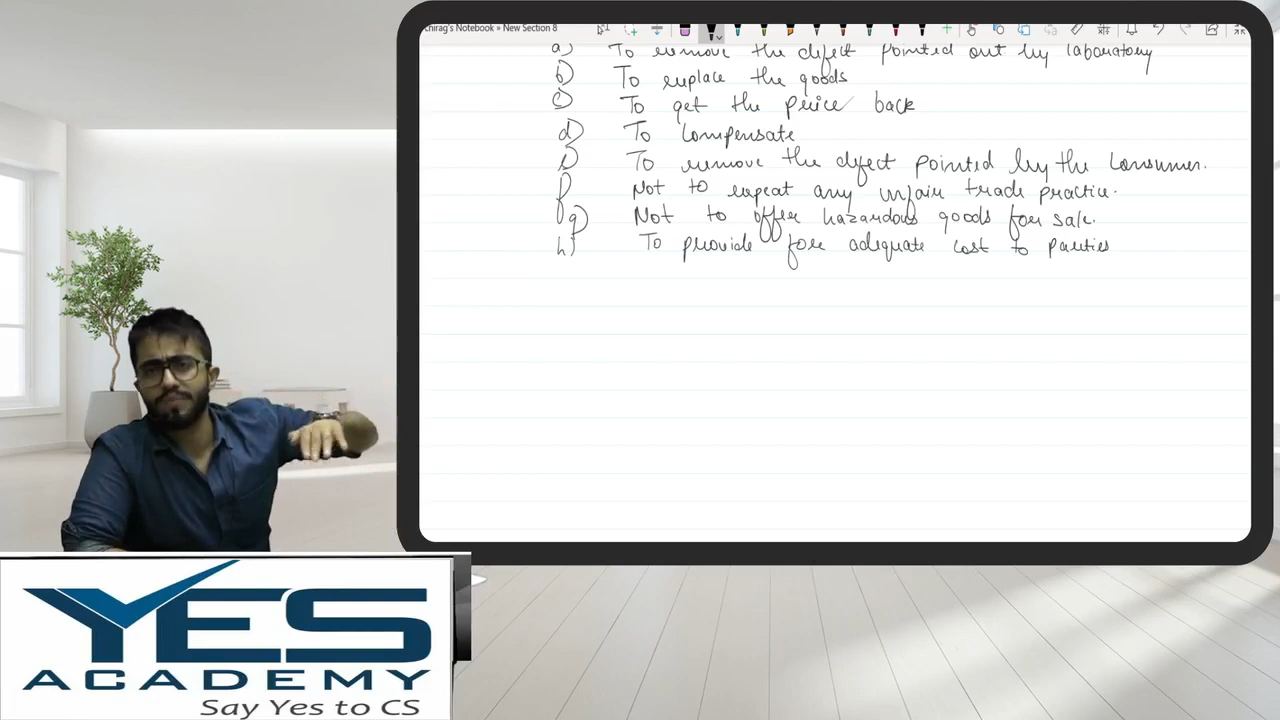 chirag's Notebook » New Section 8
a) To remove the defect pointed out by laboratory
b) To replace the goods
c) To get the price back
d) To compensate
e) To remove the defect pointed by the consumer.
f) Not to repeat any unfair trade practice.
g) Not to offer hazardous goods for sale.
h) To provide for adequate cost to parties
YES
ACADEMY
Say Yes to CS